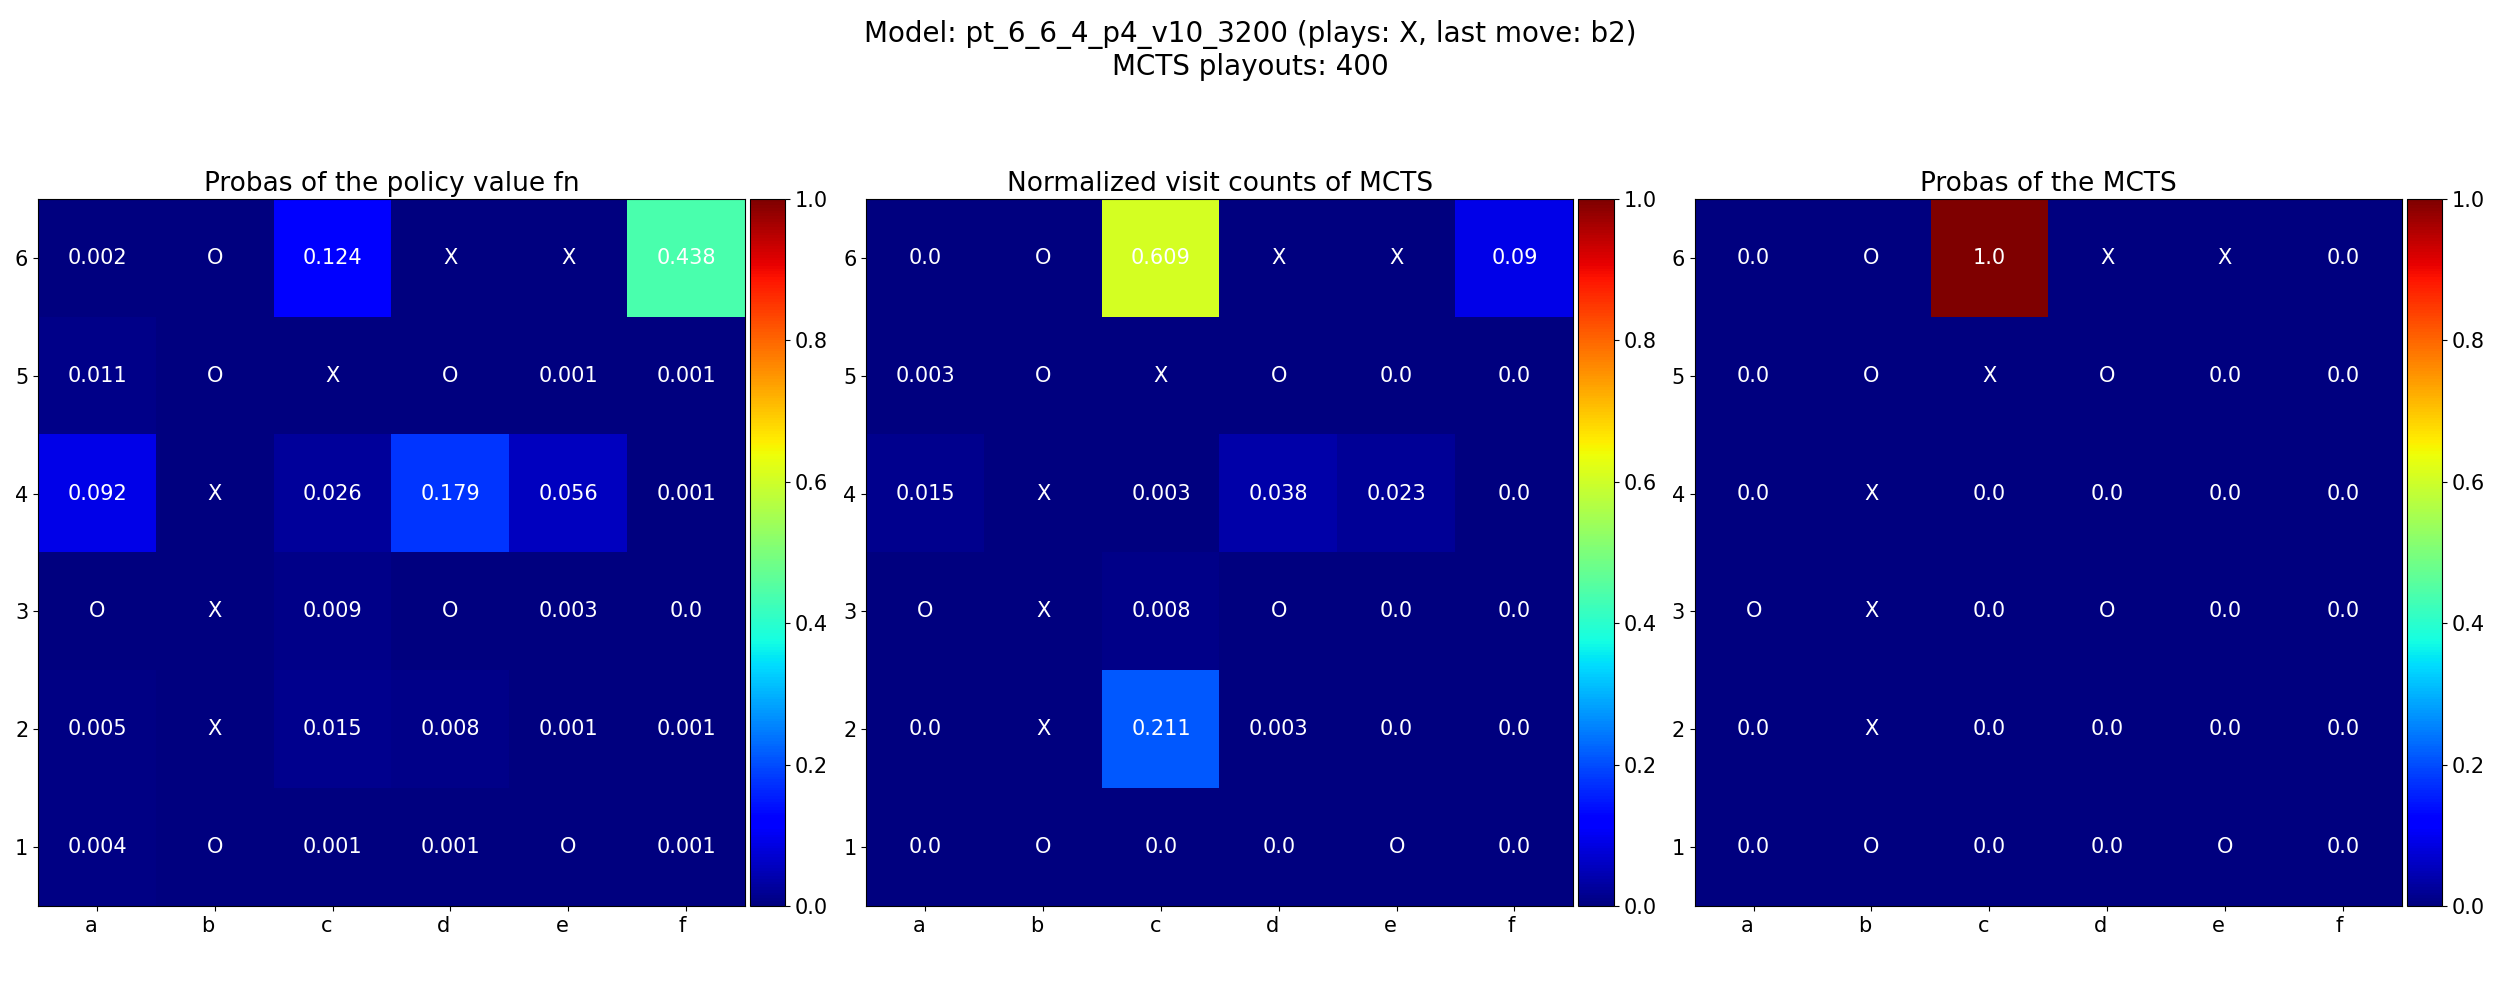 Model: pt_6_6_4_p4_v10_3200 (plays: X, last move: b2)
MCTS playouts: 400
Probas of the policy value fn
6 0.002 O 0.124 X X 0.438
5 0.011 O X O 0.001 0.001
4 0.092 X 0.026 0.179 0.056 0.001
3 O X 0.009 O 0.003 0.0
2 0.005 X 0.015 0.008 0.001 0.001
1 0.004 O 0.001 0.001 O 0.001
a b c d e f
1.0
0.8
0.6
0.4
0.2
0.0
Normalized visit counts of MCTS
6 0.0 O 0.609 X X 0.09
5 0.003 O X O 0.0 0.0
4 0.015 X 0.003 0.038 0.023 0.0
3 O X 0.008 O 0.0 0.0
2 0.0 X 0.211 0.003 0.0 0.0
1 0.0 O 0.0 0.0 O 0.0
a b c d e f
1.0
0.8
0.6
0.4
0.2
0.0
Probas of the MCTS
6 0.0 O 1.0 X X 0.0
5 0.0 O X O 0.0 0.0
4 0.0 X 0.0 0.0 0.0 0.0
3 O X 0.0 O 0.0 0.0
2 0.0 X 0.0 0.0 0.0 0.0
1 0.0 O 0.0 0.0 O 0.0
a b c d e f
1.0
0.8
0.6
0.4
0.2
0.0